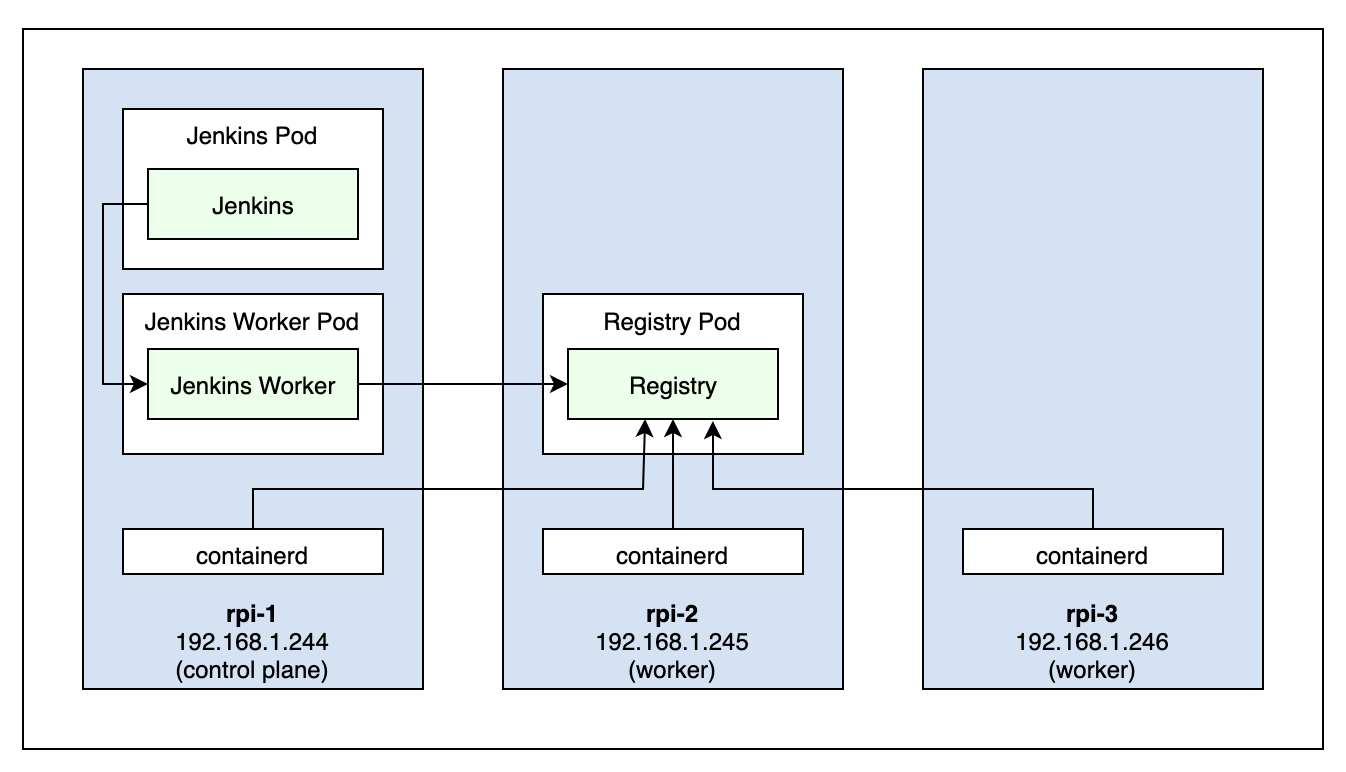 Jenkins Pod
Jenkins
Jenkins Worker Pod
Jenkins Worker
containerd
rpi-1
192.168.1.244
(control plane)
Registry Pod
Registry
containerd
rpi-2
192.168.1.245
(worker)
containerd
rpi-3
192.168.1.246
(worker)